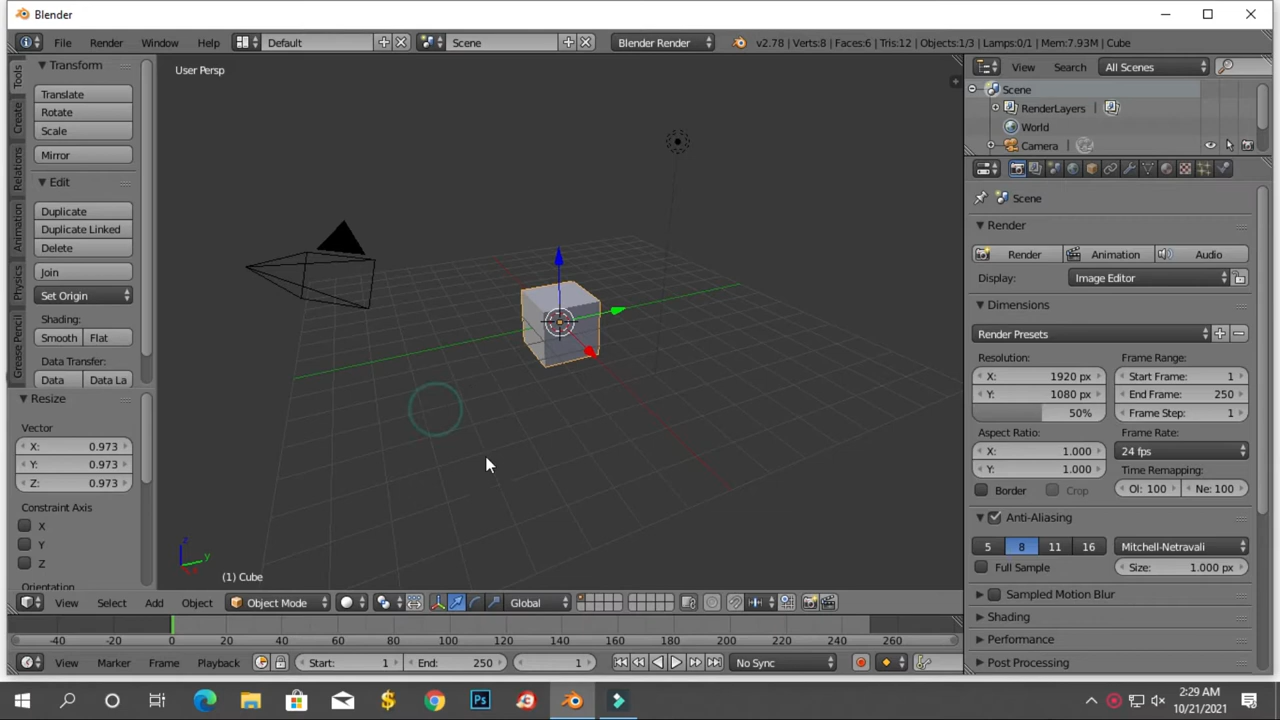 Blender
File Render Window Help Default Scene Blender Render v2.78 | Verts:8 | Faces:6 | Tris:12 | Objects:1/3 | Lamps:0/1 | Mem:7.93M | Cube
Tools
Create
Relations
Animation
Physics
Grease Pencil
Transform
Translate
Rotate
Scale
Mirror
Edit
Duplicate
Duplicate Linked
Delete
Join
Set Origin
Shading:
Smooth Flat
Data Transfer:
Data Data La
Resize
Vector
X: 0.973
Y: 0.973
Z: 0.973
Constraint Axis
X
Y
Z
Orientation
User Persp
z
y
(1) Cube
View Select Add Object Object Mode Global
-40 -20 0 20 40 60 80 100 120 140 160 180 200 220 240 260
View Marker Frame Playback Start: 1 End: 250 1 No Sync
View Search All Scenes
Scene
RenderLayers
World
Camera
Scene
Render
Render Animation Audio
Display: Image Editor
Dimensions
Render Presets
Resolution: Frame Range:
X: 1920 px Start Frame: 1
Y: 1080 px End Frame: 250
50% Frame Step: 1
Aspect Ratio: Frame Rate:
X: 1.000 24 fps
Y: 1.000 Time Remapping
Border Crop Ol: 100 Ne: 100
Anti-Aliasing
5 8 11 16 Mitchell-Netravali
Full Sample Size: 1.000 px
Sampled Motion Blur
Shading
Performance
Post Processing
Ps
2:29 AM
10/21/2021